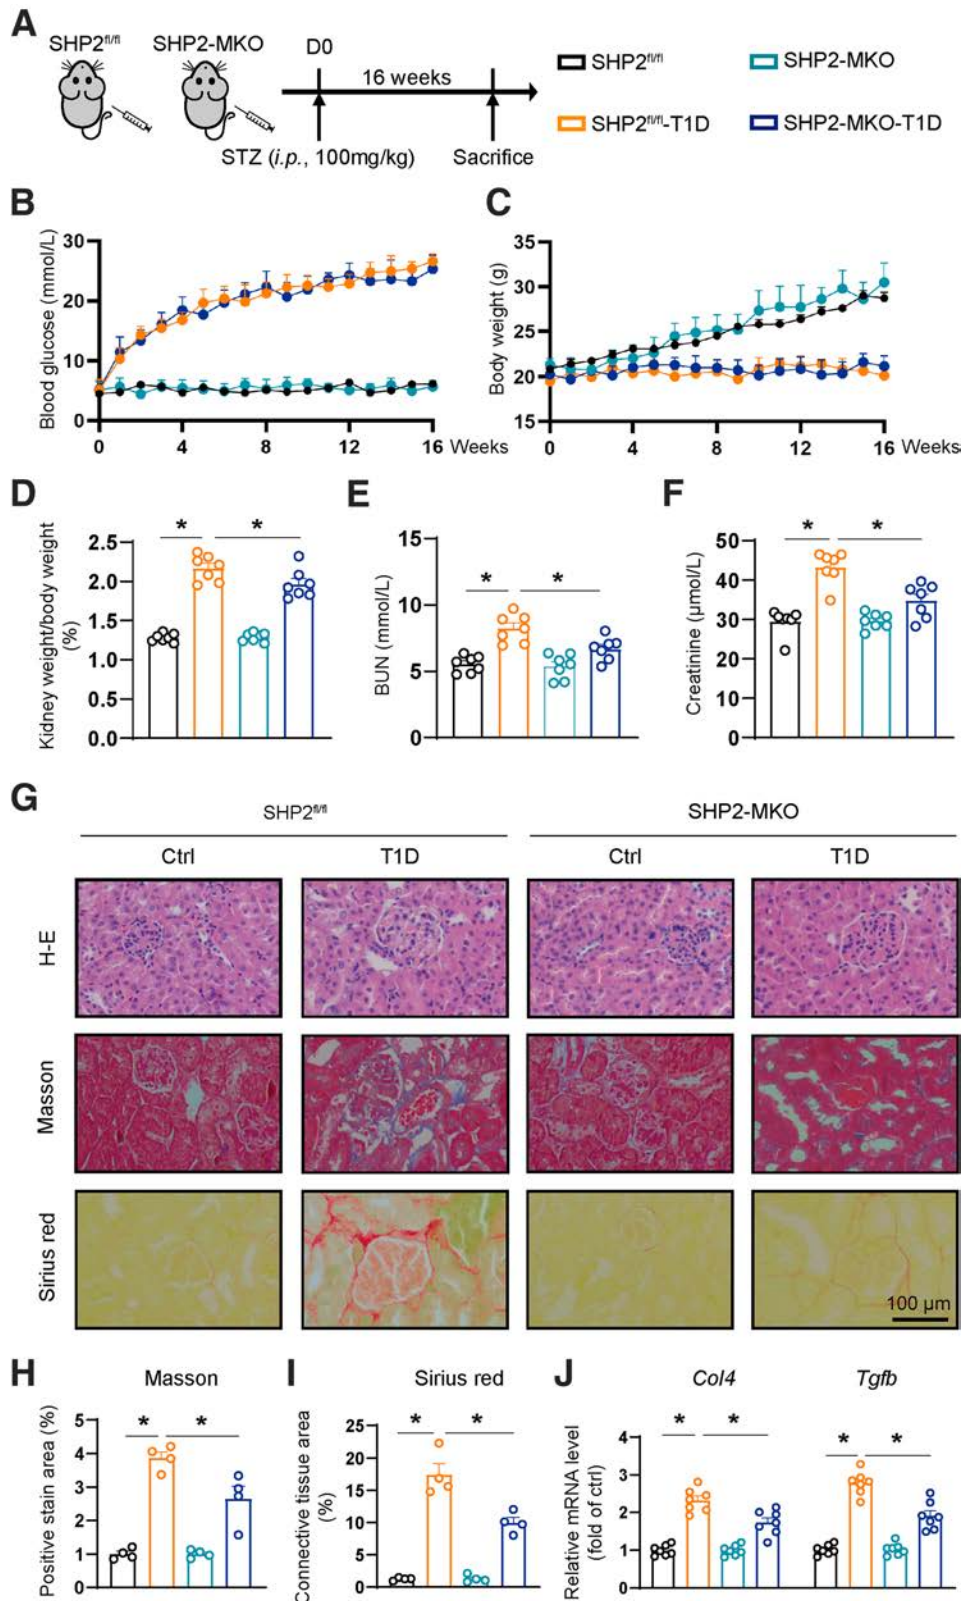 A
SHP2fl/fl
SHP2-MKO
D0
16 weeks
STZ (i.p., 100mg/kg)
Sacrifice
SHP2fl/fl
SHP2-MKO
SHP2fl/fl-T1D
SHP2-MKO-T1D
B
Blood glucose (mmol/L)
30
20
10
0
0 4 8 12 16 Weeks
C
Body weight (g)
35
30
25
20
15
0 4 8 12 16 Weeks
D
Kidney weight/body weight
(%)
2.5
2.0
1.5
1.0
0.5
0.0
* *
E
BUN (mmol/L)
10
5
0
* *
F
Creatinine (µmol/L)
50
40
30
20
10
0
* *
G
SHP2fl/fl
SHP2-MKO
Ctrl
T1D
Ctrl
T1D
H-E
Masson
Sirius red
100 µm
H
Masson
Positive stain area (%)
5
4
3
2
1
0
* *
I
Sirius red
Connective tissue area
(%)
25
20
15
10
5
0
* *
J
Col4
Tgfb
Relative mRNA level
(fold of ctrl)
4
3
2
1
0
* *
* *